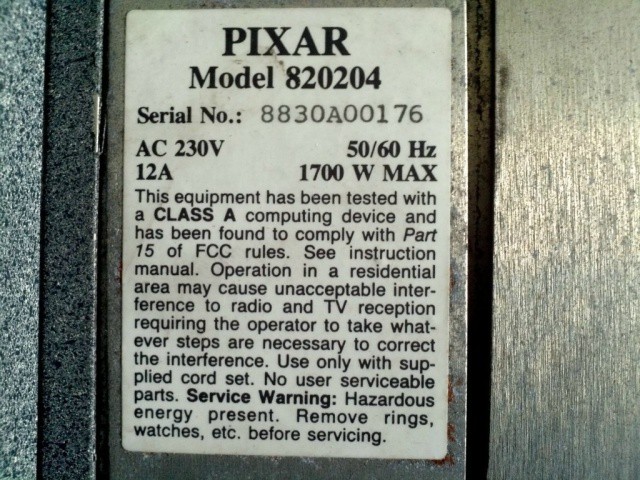 PIXAR
Model 820204
Serial No.: 8830A00176
AC 230V 50/60 Hz
12A 1700 W MAX
This equipment has been tested with
a CLASS A computing device and
has been found to comply with Part
15 of FCC rules. See instruction
manual. Operation in a residential
area may cause unacceptable inter-
ference to radio and TV reception
requiring the operator to take what-
ever steps are necessary to correct
the interference. Use only with sup-
plied cord set. No user serviceable
parts. Service Warning: Hazardous
energy present. Remove rings,
watches, etc. before servicing.